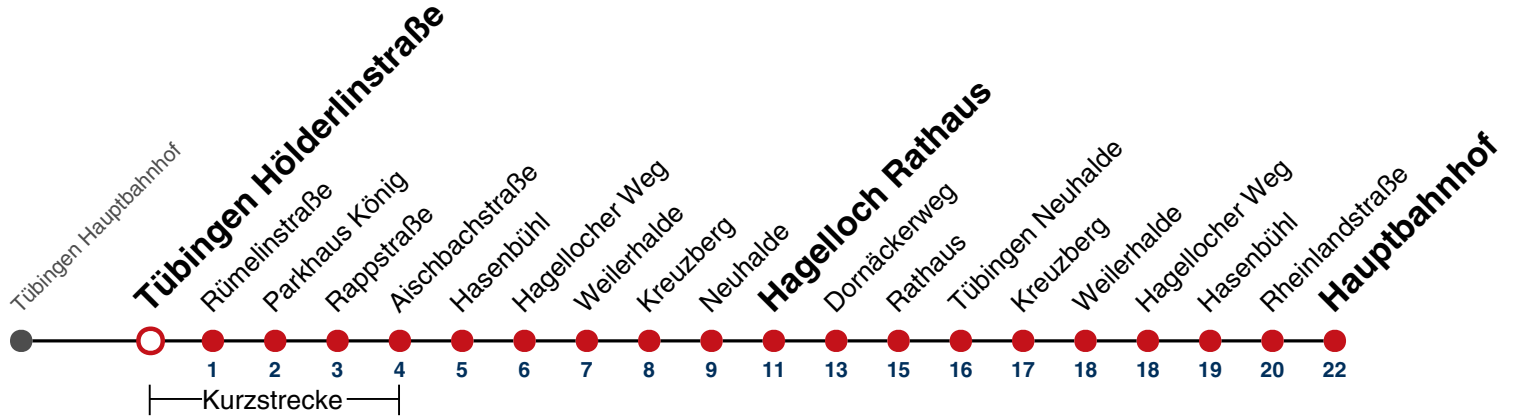 Tübingen Hauptbahnhof
Tübingen Hölderlinstraße
Rümelinstraße
Parkhaus König
Rappstraße
Aischbachstraße
Hasenbühl
Hagellocher Weg
Weilerhalde
Kreuzberg
Neuhalde
Hagelloch Rathaus
Dornäckerweg
Rathaus
Tübingen Neuhalde
Kreuzberg
Weilerhalde
Hagellocher Weg
Hasenbühl
Rheinlandstraße
Hauptbahnhof
1 2 3 4 5 6 7 8 9 11 13 15 16 17 18 18 19 20 22
Kurzstrecke